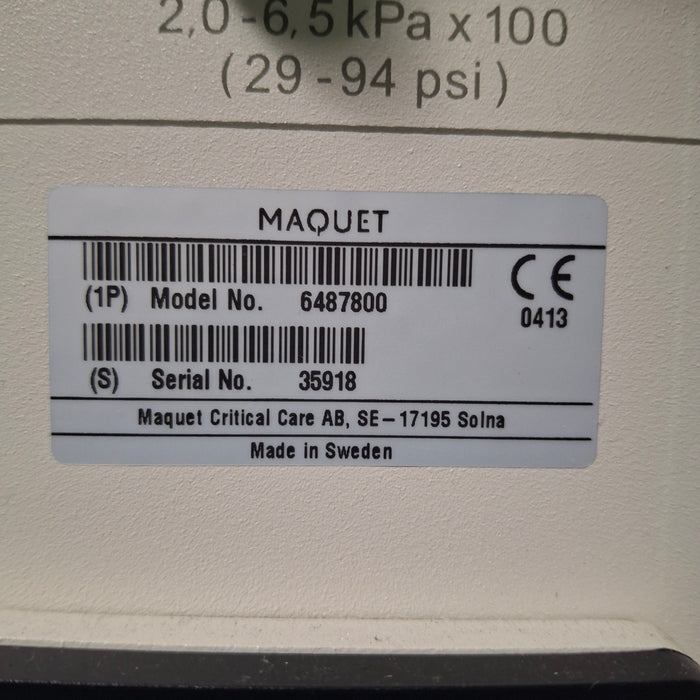 2,0-6,5 kPa x 100
(29-94 psi)
MAQUET
(1P) Model No. 6487800
CE
0413
(S) Serial No. 35918
Maquet Critical Care AB, SE-17195 Solna
Made in Sweden